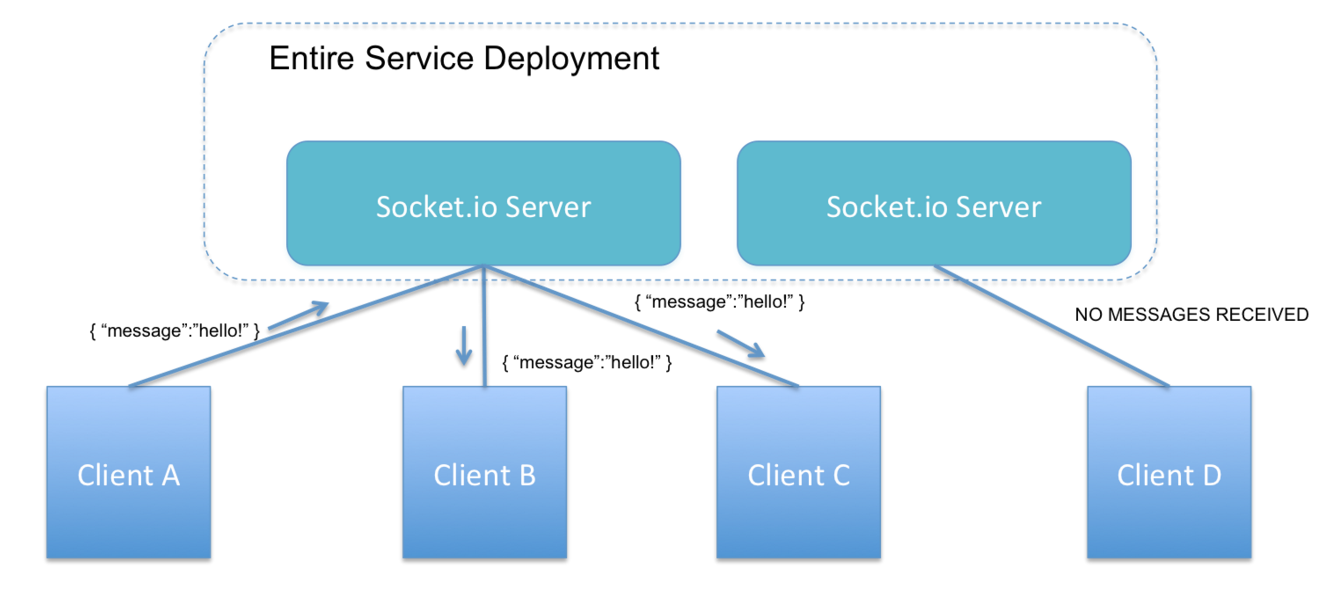 Entire Service Deployment
Socket.io Server
Socket.io Server
{ “message”:”hello!” }
NO MESSAGES RECEIVED
{ “message”:”hello!” }
{ “message”:”hello!” }
Client A
Client B
Client C
Client D